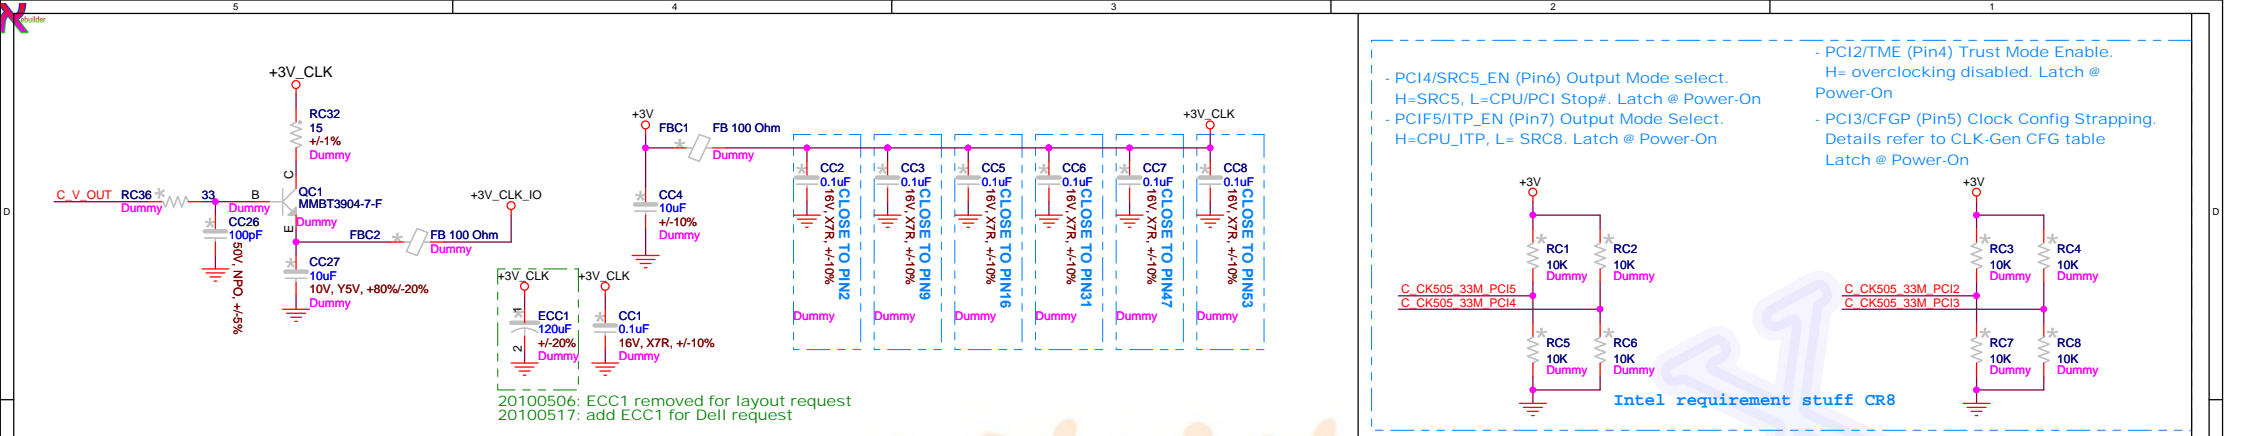 5
4
3
2
1
ebuilder
D
+3V_CLK
RC32
15
+/-1%
Dummy
C
C_V_OUT
RC36
Dummy
33
Dummy
B
QC1
MMBT3904-7-F
Dummy
E
CC26
100pF
50V, NPO, +/-5%
FBC2
FB 100 Ohm
Dummy
+3V_CLK_IO
CC27
10uF
10V, Y5V, +80%/-20%
Dummy
+3V_CLK
1
ECC1
120uF
+/-20%
Dummy
2
+3V_CLK
CC1
0.1uF
16V, X7R, +/-10%
Dummy
20100506: ECC1 removed for layout request
20100517: add ECC1 for Dell request
+3V
FBC1
FB 100 Ohm
Dummy
CC4
10uF
+/-10%
Dummy
CC2
0.1uF
16V, X7R, +/-10%
CLOSE TO PIN2
Dummy
CC3
0.1uF
16V, X7R, +/-10%
CLOSE TO PIN9
Dummy
CC5
0.1uF
16V, X7R, +/-10%
CLOSE TO PIN16
Dummy
CC6
0.1uF
16V, X7R, +/-10%
CLOSE TO PIN31
Dummy
CC7
0.1uF
16V, X7R, +/-10%
CLOSE TO PIN47
Dummy
+3V_CLK
CC8
0.1uF
16V, X7R, +/-10%
CLOSE TO PIN53
Dummy
- PCI4/SRC5_EN (Pin6) Output Mode select.
H=SRC5, L=CPU/PCI Stop#. Latch @ Power-On
- PCIF5/ITP_EN (Pin7) Output Mode Select.
H=CPU_ITP, L= SRC8. Latch @ Power-On
- PCI2/TME (Pin4) Trust Mode Enable.
H= overclocking disabled. Latch @
Power-On
- PCI3/CFGP (Pin5) Clock Config Strapping.
Details refer to CLK-Gen CFG table
Latch @ Power-On
+3V
RC1
10K
Dummy
RC2
10K
Dummy
C_CK505_33M_PCI5
C_CK505_33M_PCI4
RC5
10K
Dummy
RC6
10K
Dummy
+3V
RC3
10K
Dummy
RC4
10K
Dummy
C_CK505_33M_PCI2
C_CK505_33M_PCI3
RC7
10K
Dummy
RC8
10K
Dummy
Intel requirement stuff CR8
D